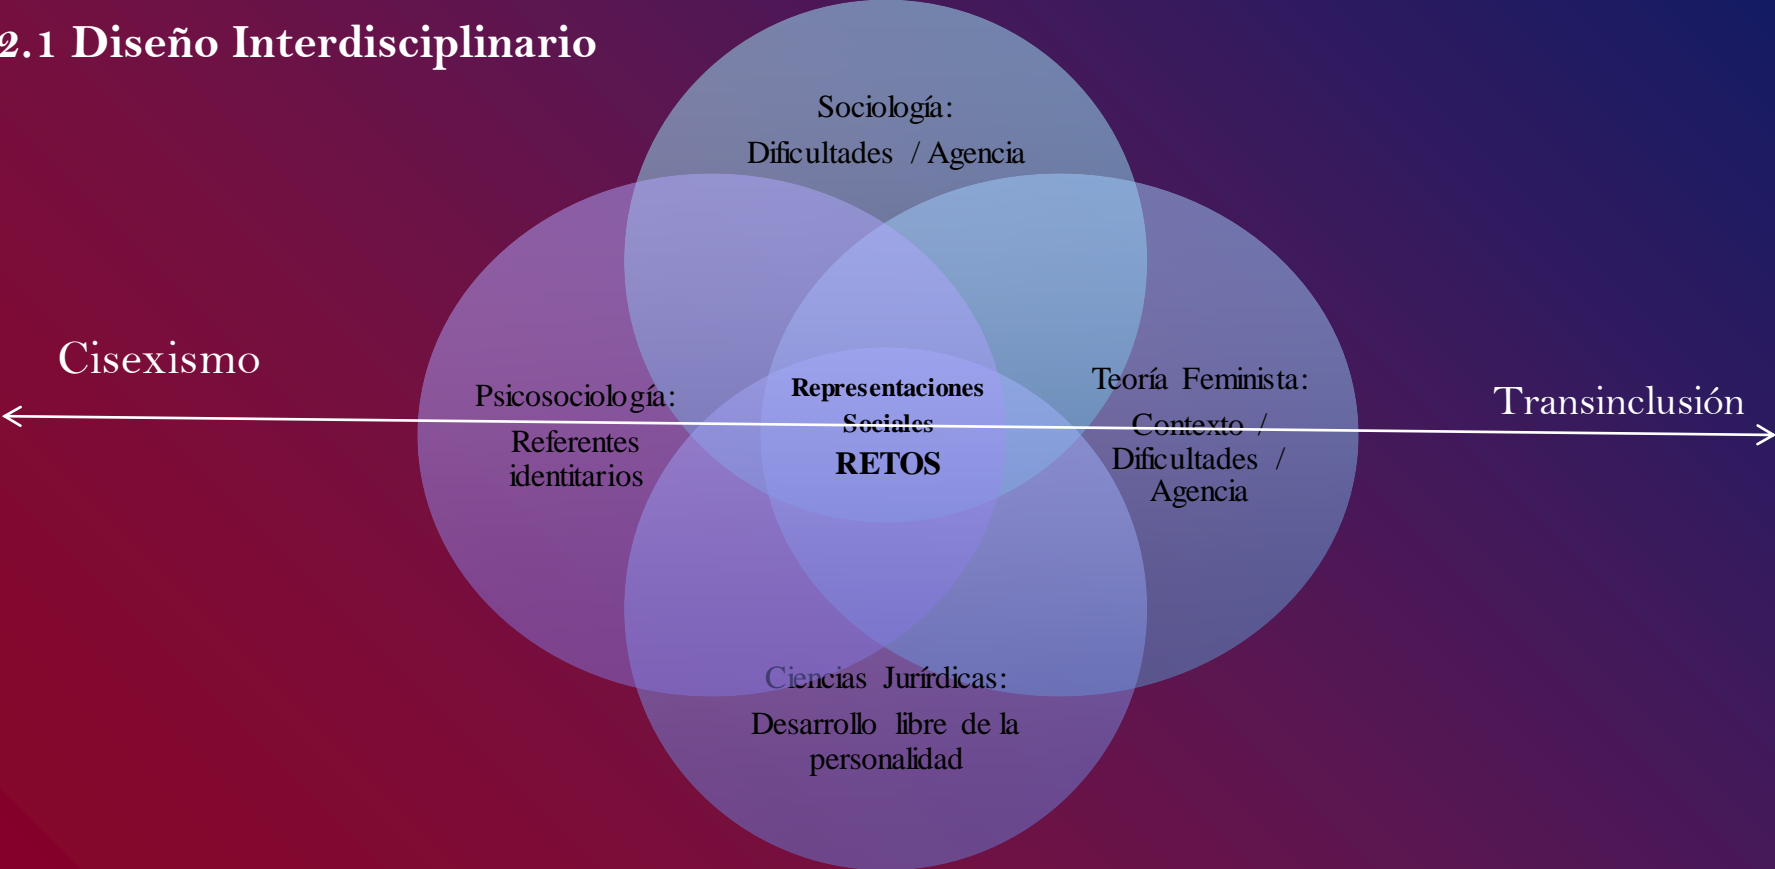 2.1 Diseño Interdisciplinario
Sociología:
Dificultades / Agencia
Cisexismo
Psicosociología:
Referentes
identitarios
Representaciones
Sociales
RETOS
Teoría Feminista:
Contexto /
Dificultades /
Agencia
Transinclusión
Ciencias Jurírdicas:
Desarrollo libre de la
personalidad